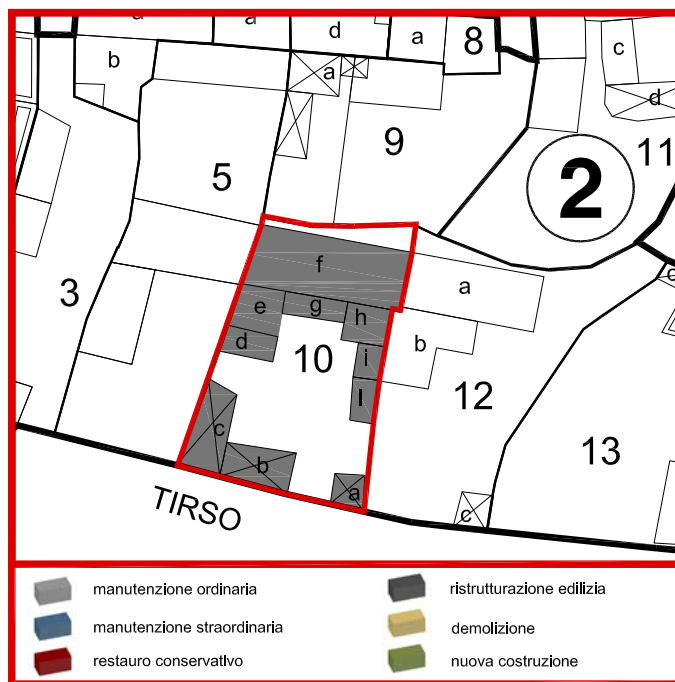 a a d a 8 c
b a d
9 11
5 2
f c
3 a
e g h
d 10 i b
l 12
c 13
b a c
TIRSO
manutenzione ordinaria
manutenzione straordinaria
restauro conservativo
ristrutturazione edilizia
demolizione
nuova costruzione